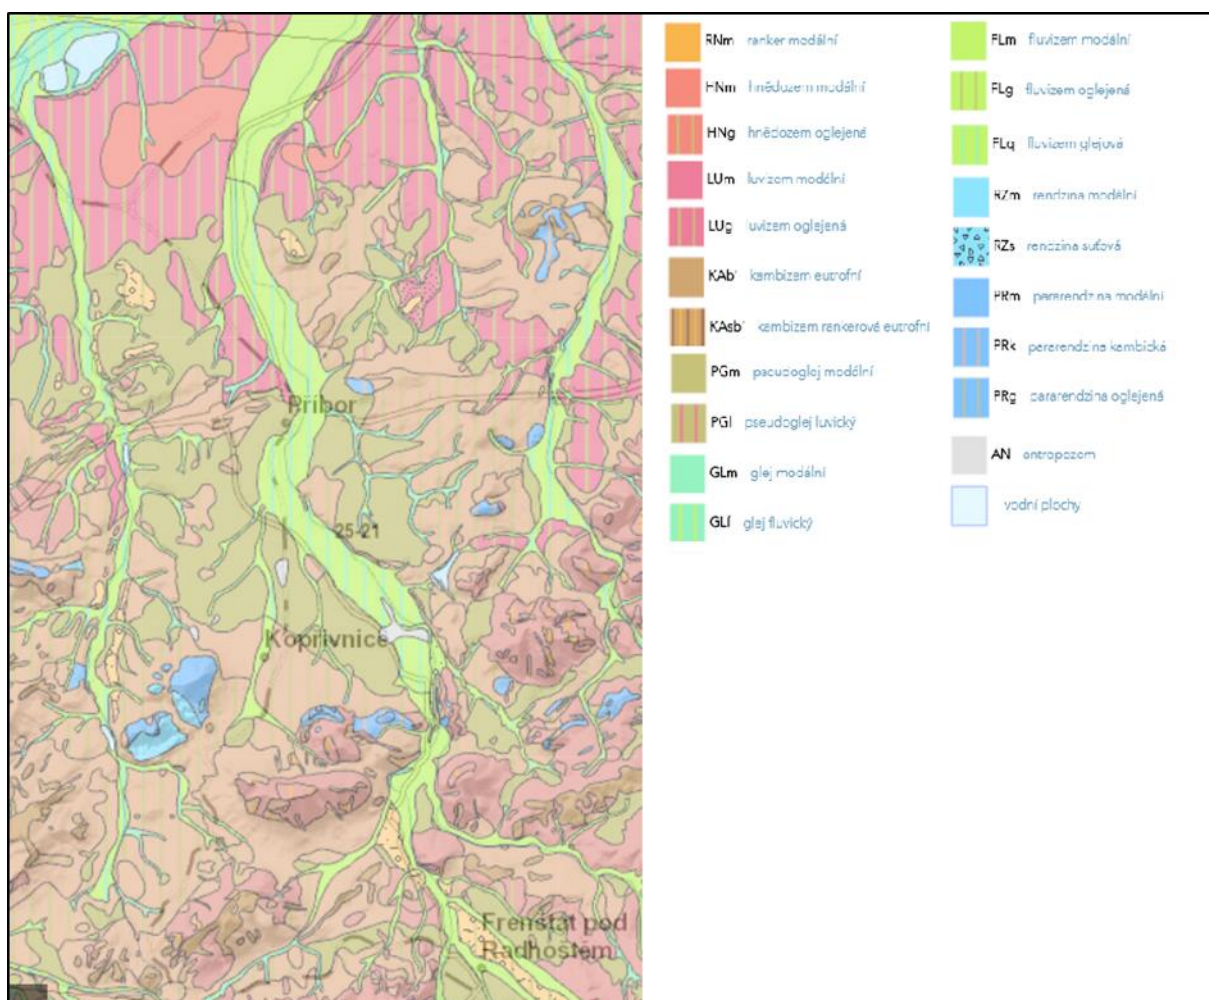 Příbor
25-21
Kopřivnice
Frenštát pod
Radhoštěm
RNm ranker modální
HNm hnědozem modální
HNg hnědozem oglejená
LUm luvizem modální
LUg luvizem oglejená
KAb' kambizem eutrofní
KAsb' kambizem rankerová eutrofní
PGm pseudoglej modální
PGl pseudoglej luvický
GLm glej modální
GLf glej fluvický
FLm fluvizem modální
FLg fluvizem oglejená
FLq fluvizem glejová
RZm rendzina modální
RZs rendzina suťová
PRm pararendzina modální
PRk pararendzina kambická
PRg pararendzina oglejená
AN antropozem
vodní plochy